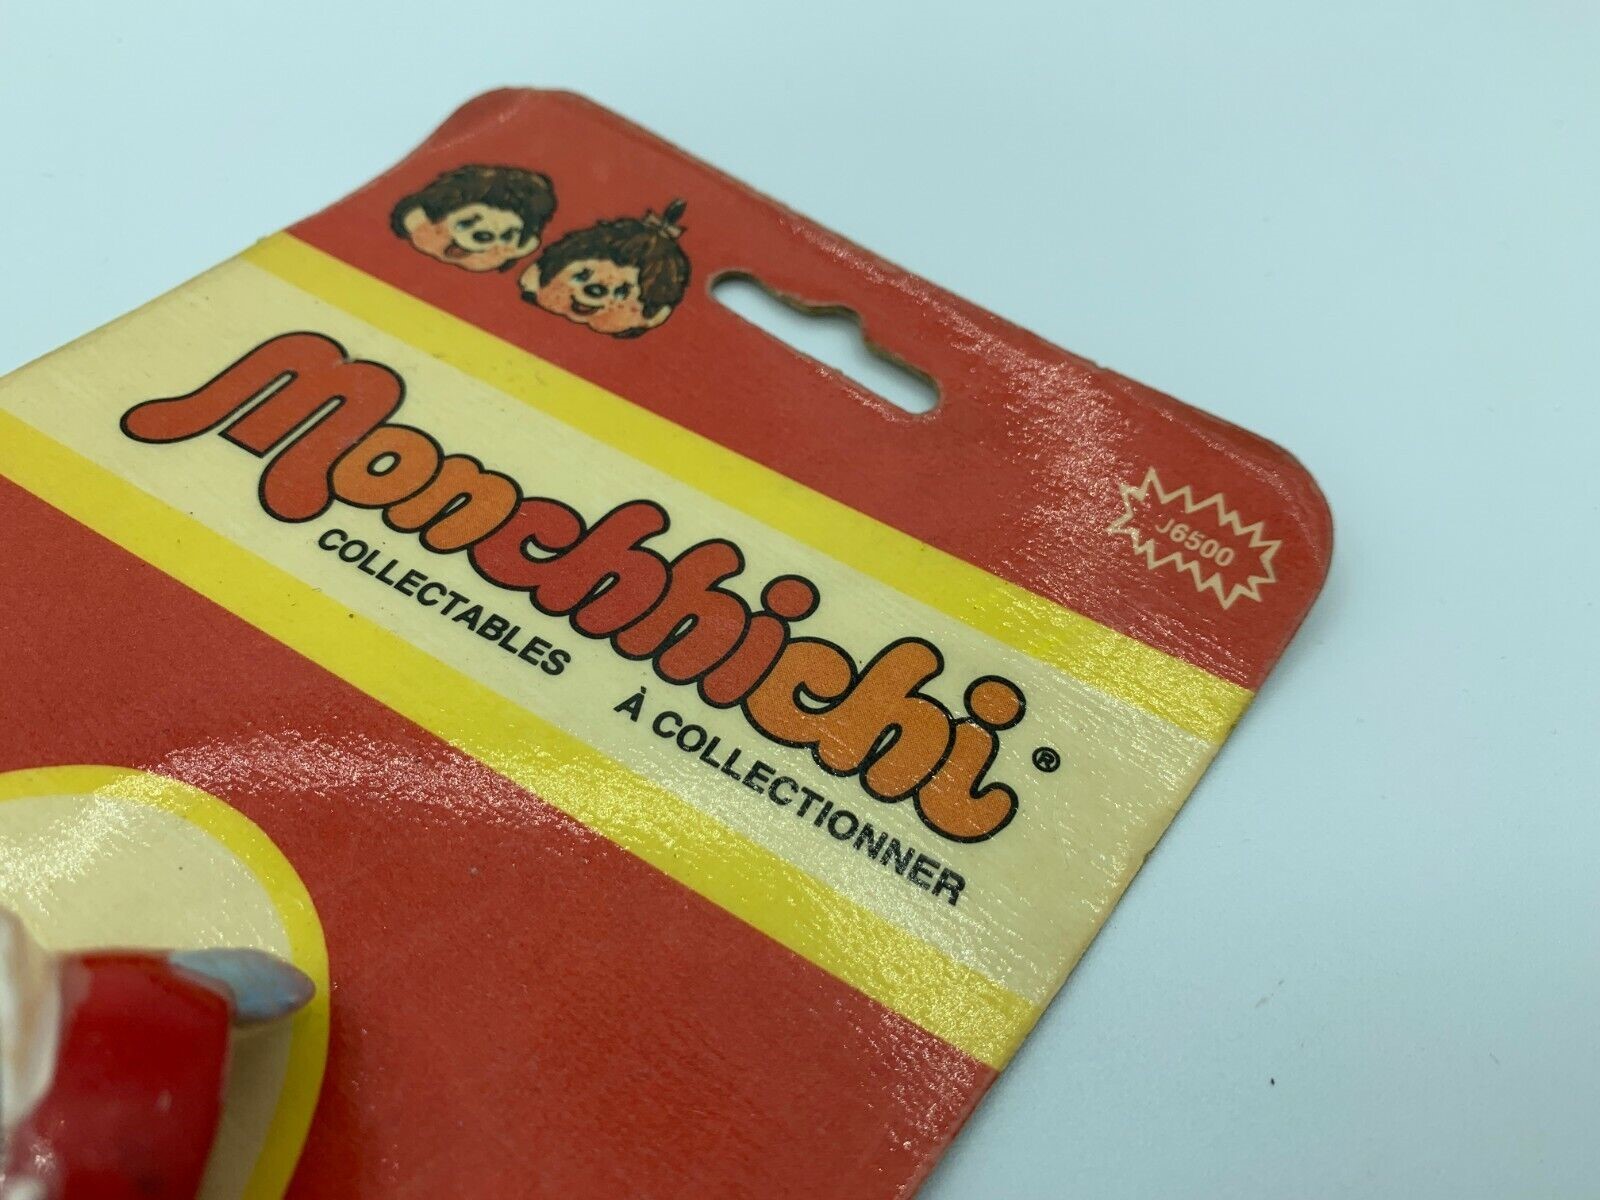 J6500
Monchhichi®
COLLECTABLES À COLLECTIONNER